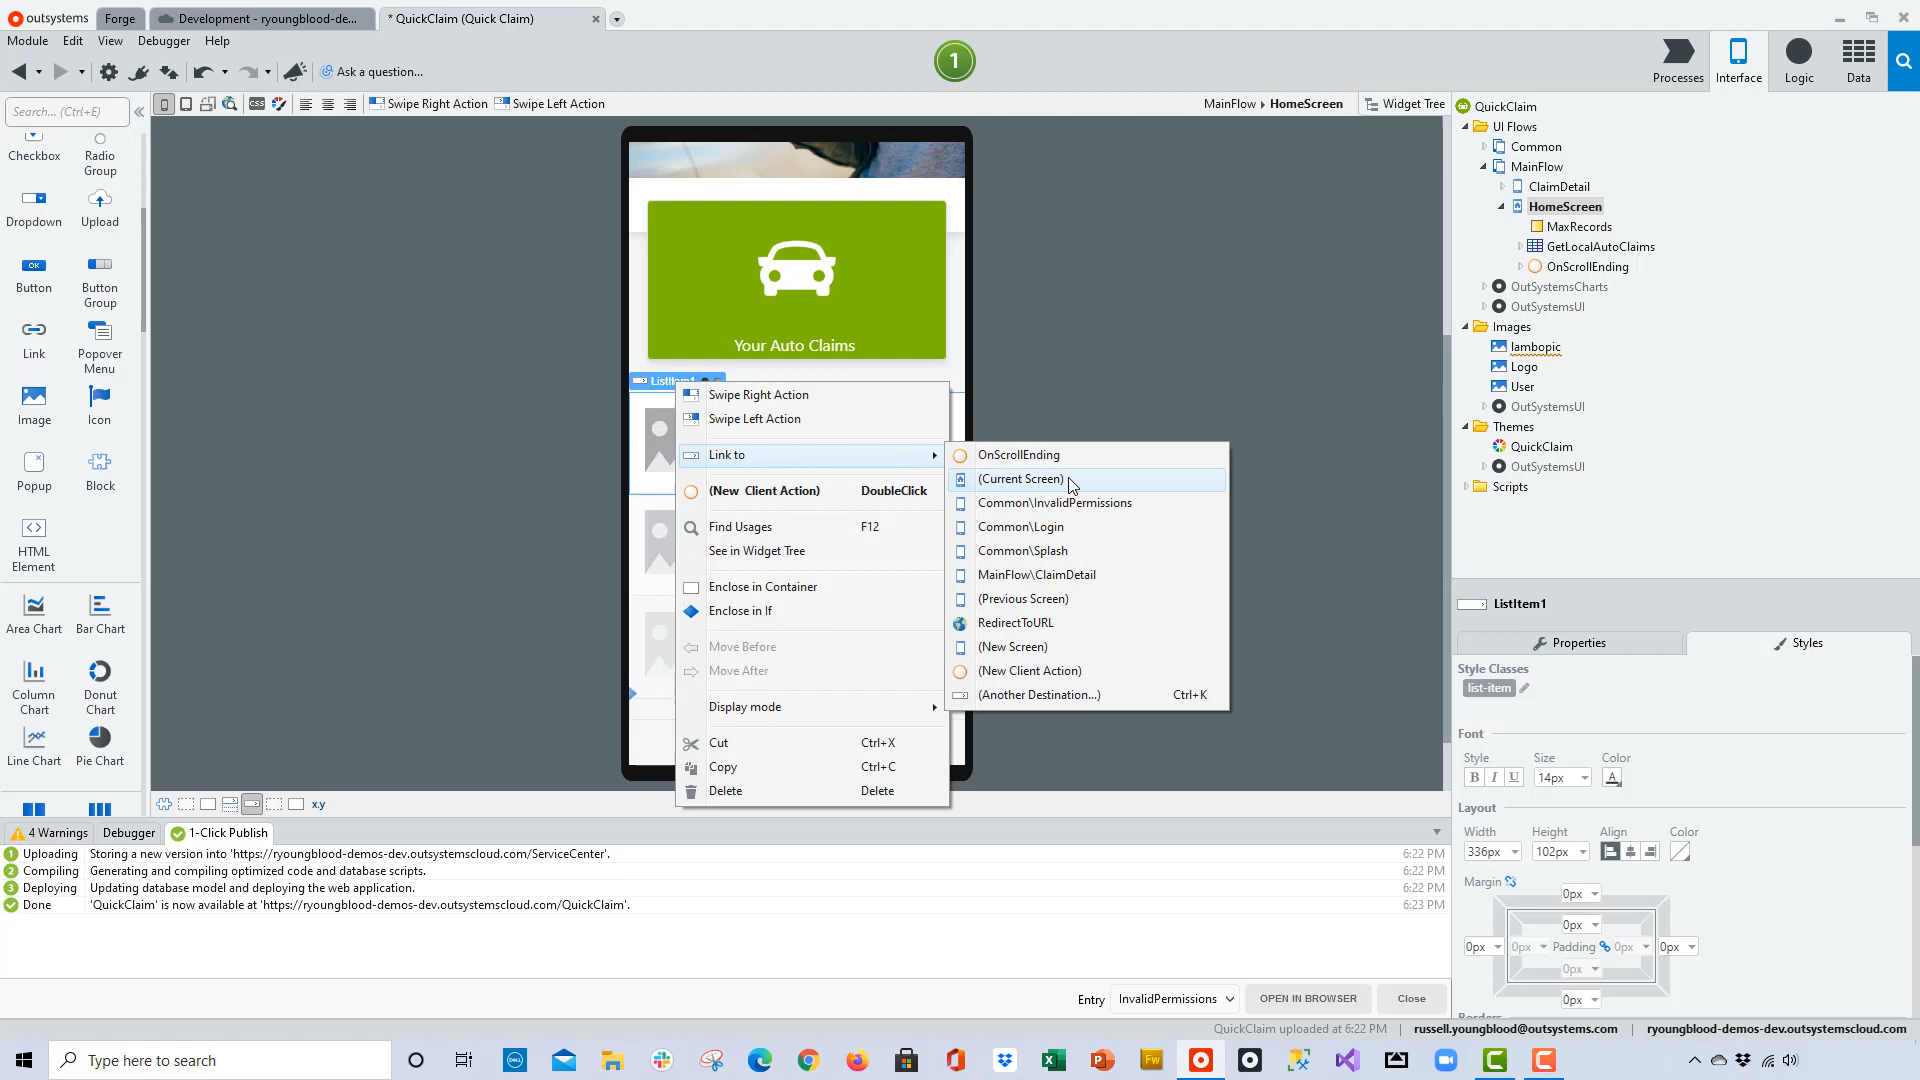 outsystems
Forge
Development - ryoungblood-de...
* QuickClaim (Quick Claim)
Module Edit View Debugger Help
Ask a question...
1
Processes
Interface
Logic
Data
Search... (Ctrl+E)
CSS
Swipe Right Action
Swipe Left Action
MainFlow
HomeScreen
Widget Tree
Checkbox
Radio Group
Dropdown
Upload
OK
Button
Button Group
Link
Popover Menu
Image
Icon
Popup
Block
HTML Element
Area Chart
Bar Chart
Column Chart
Donut Chart
Line Chart
Pie Chart
Your Auto Claims
Swipe Right Action
Swipe Left Action
Link to
(New Client Action) DoubleClick
Find Usages F12
See in Widget Tree
Enclose in Container
Enclose in If
Move Before
Move After
Display mode
Cut Ctrl+X
Copy Ctrl+C
Delete Delete
OnScrollEnding
(Current Screen)
Common\InvalidPermissions
Common\Login
Common\Splash
MainFlow\ClaimDetail
(Previous Screen)
RedirectToURL
(New Screen)
(New Client Action)
(Another Destination...) Ctrl+K
QuickClaim
UI Flows
Common
MainFlow
ClaimDetail
HomeScreen
MaxRecords
GetLocalAutoClaims
OnScrollEnding
OutSystemsCharts
OutSystemsUI
Images
lambopic
Logo
User
OutSystemsUI
Themes
QuickClaim
OutSystemsUI
Scripts
ListItem1
Properties
Styles
Style Classes
list-item
Font
Style Size Color
B I U 14px A
Layout
Width Height Align Color
336px 102px
Margin
0px
0px
0px 0px Padding 0px 0px
0px
0px
x.y
4 Warnings Debugger 1-Click Publish
1 Uploading Storing a new version into 'https://ryoungblood-demos-dev.outsystemscloud.com/ServiceCenter'. 6:22 PM
2 Compiling Generating and compiling optimized code and database scripts. 6:22 PM
3 Deploying Updating database model and deploying the web application. 6:22 PM
Done 'QuickClaim' is now available at 'https://ryoungblood-demos-dev.outsystemscloud.com/QuickClaim'. 6:23 PM
Entry InvalidPermissions OPEN IN BROWSER Close
QuickClaim uploaded at 6:22 PM russell.youngblood@outsystems.com ryoungblood-demos-dev.outsystemscloud.com
Type here to search
DELL
Fw